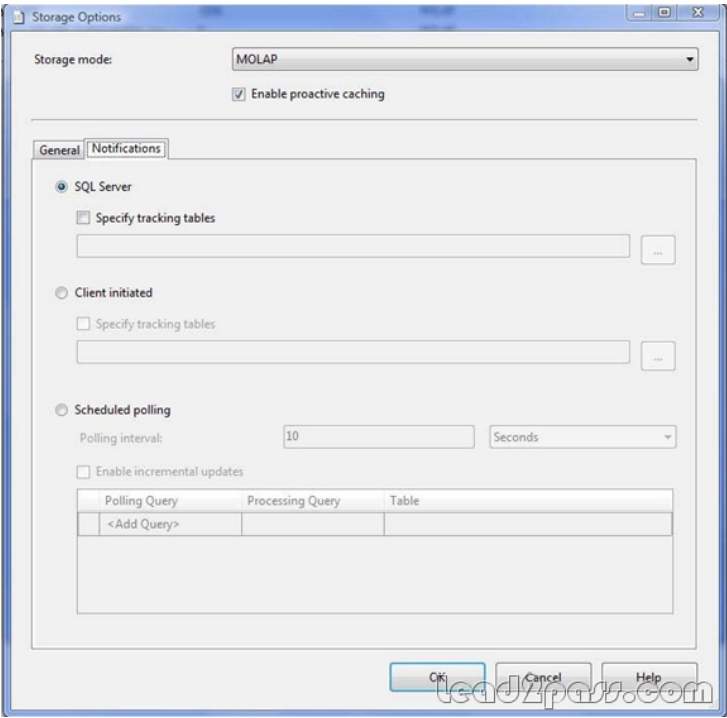 Storage Options
Storage mode:
MOLAP
Enable proactive caching
General
Notifications
SQL Server
Specify tracking tables
...
Client initiated
Specify tracking tables
...
Scheduled polling
Polling interval:
10
Seconds
Enable incremental updates
Polling Query
Processing Query
Table
<Add Query>
OK
Cancel
Help
Lead2pass.com